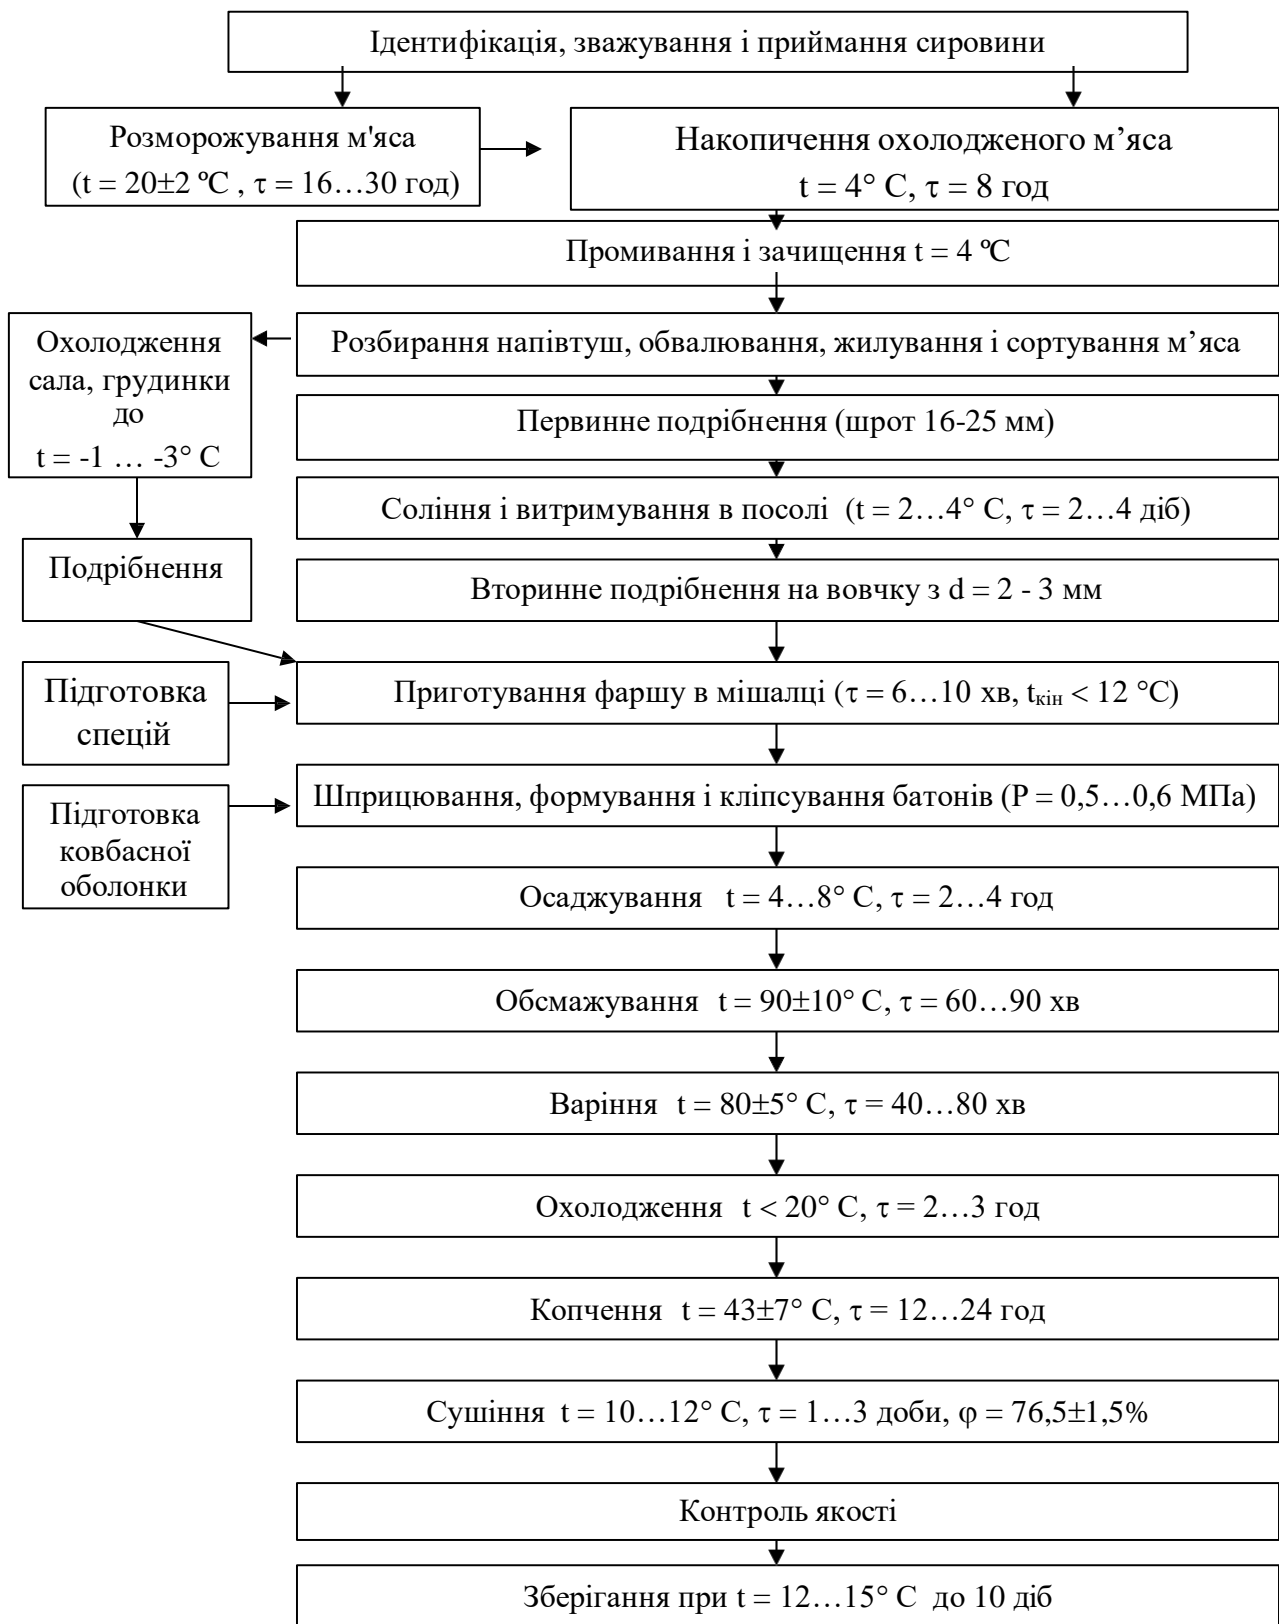 Ідентифікація, зважування і приймання сировини
Розморожування м'яса
(t = 20±2 ºС , τ = 16…30 год)
Накопичення охолодженого м’яса
t = 4° С, τ = 8 год
Промивання і зачищення t = 4 ºС
Охолодження
сала, грудинки
до
t = -1 … -3° С
Розбирання напівтуш, обвалювання, жилування і сортування м’яса
Первинне подрібнення (шрот 16-25 мм)
Соління і витримування в посолі (t = 2…4° С, τ = 2…4 діб)
Подрібнення
Вторинне подрібнення на вовчку з d = 2 - 3 мм
Підготовка
спецій
Приготування фаршу в мішалці (τ = 6…10 хв, tкін < 12 °С)
Підготовка
ковбасної
оболонки
Шприцювання, формування і кліпсування батонів (Р = 0,5…0,6 МПа)
Осаджування t = 4…8° С, τ = 2…4 год
Обсмажування t = 90±10° С, τ = 60…90 хв
Варіння t = 80±5° С, τ = 40…80 хв
Охолодження t < 20° С, τ = 2…3 год
Копчення t = 43±7° С, τ = 12…24 год
Сушіння t = 10…12° С, τ = 1…3 доби, φ = 76,5±1,5%
Контроль якості
Зберігання при t = 12…15° С до 10 діб